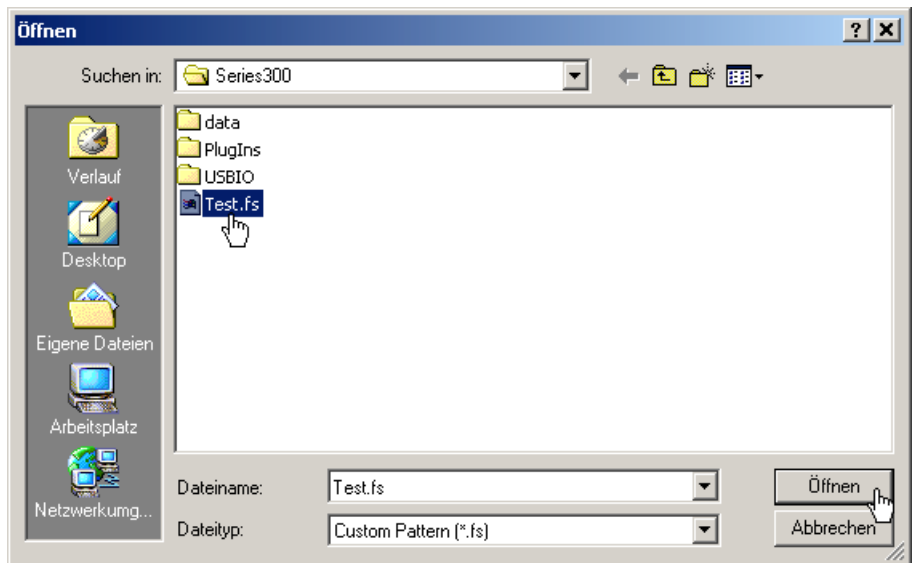 Öffnen
Suchen in: Series300
Verlauf
Desktop
Eigene Dateien
Arbeitsplatz
Netzwerkumg...
data
PlugIns
USBIO
Test.fs
Dateiname: Test.fs Öffnen
Dateityp: Custom Pattern (*.fs) Abbrechen